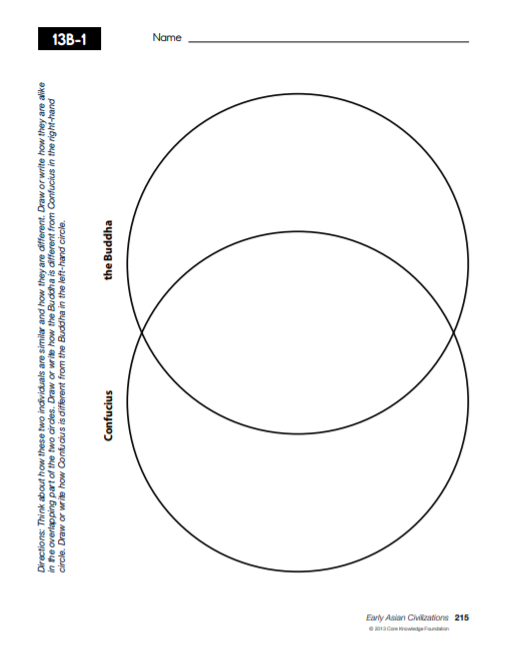 13B-1
Name
Directions: Think about how these two individuals are similar and how they are different. Draw or write how they are alike
in the overlapping part of the two circles. Draw or write how the Buddha is different from Confucius in the right-hand
circle. Draw or write how Confucius is different from the Buddha in the left-hand circle.
the Buddha
Confucius
Early Asian Civilizations 215
© 2013 Core Knowledge Foundation